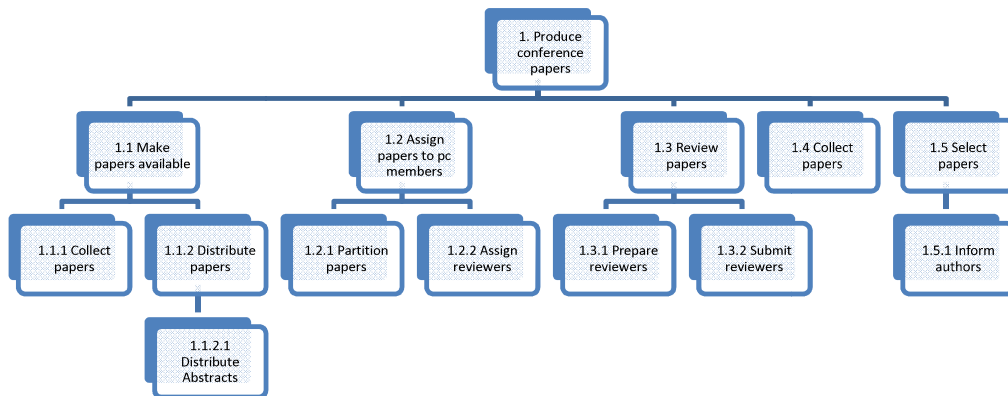 1. Produce
conference
papers
1.1 Make
papers available
1.2 Assign
papers to pc
members
1.3 Review
papers
1.4 Collect
papers
1.5 Select
papers
1.1.1 Collect
papers
1.1.2 Distribute
papers
1.2.1 Partition
papers
1.2.2 Assign
reviewers
1.3.1 Prepare
reviewers
1.3.2 Submit
reviewers
1.5.1 Inform
authors
1.1.2.1
Distribute
Abstracts